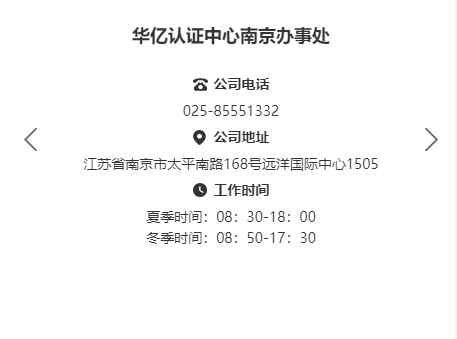 华亿认证中心南京办事处
公司电话
025-85551332
公司地址
江苏省南京市太平南路168号远洋国际中心1505
工作时间
夏季时间：08：30-18：00
冬季时间：08：50-17：30